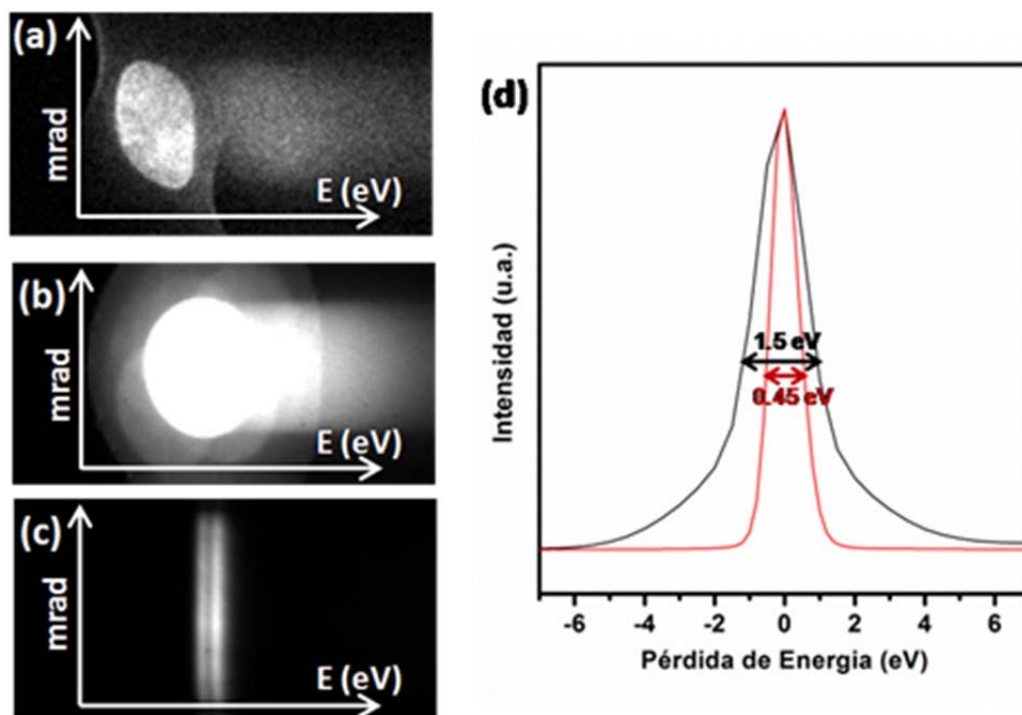 (a)
mrad
E (eV)
(b)
mrad
E (eV)
(c)
mrad
E (eV)
(d)
Intensidad (u.a.)
1.5 eV
0.45 eV
-6 -4 -2 0 2 4 6
Pérdida de Energia (eV)